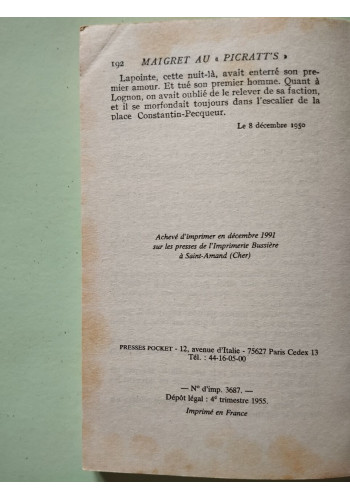 192 MAIGRET AU « PICRATT'S »
Lapointe, cette nuit-là, avait enterré son pre-
mier amour. Et tué son premier homme. Quant à
Lognon, on avait oublié de le relever de sa faction,
et il se morfondait toujours dans l'escalier de la
place Constantin-Pecqueur.
Le 8 décembre 1950
Achevé d'imprimer en décembre 1991
sur les presses de l'Imprimerie Bussière
à Saint-Amand (Cher)
PRESSES POCKET - 12, avenue d'Italie - 75627 Paris Cedex 13
Tél. : 44-16-05-00
— N° d'imp. 3687. —
Dépôt légal : 4e trimestre 1955.
Imprimé en France